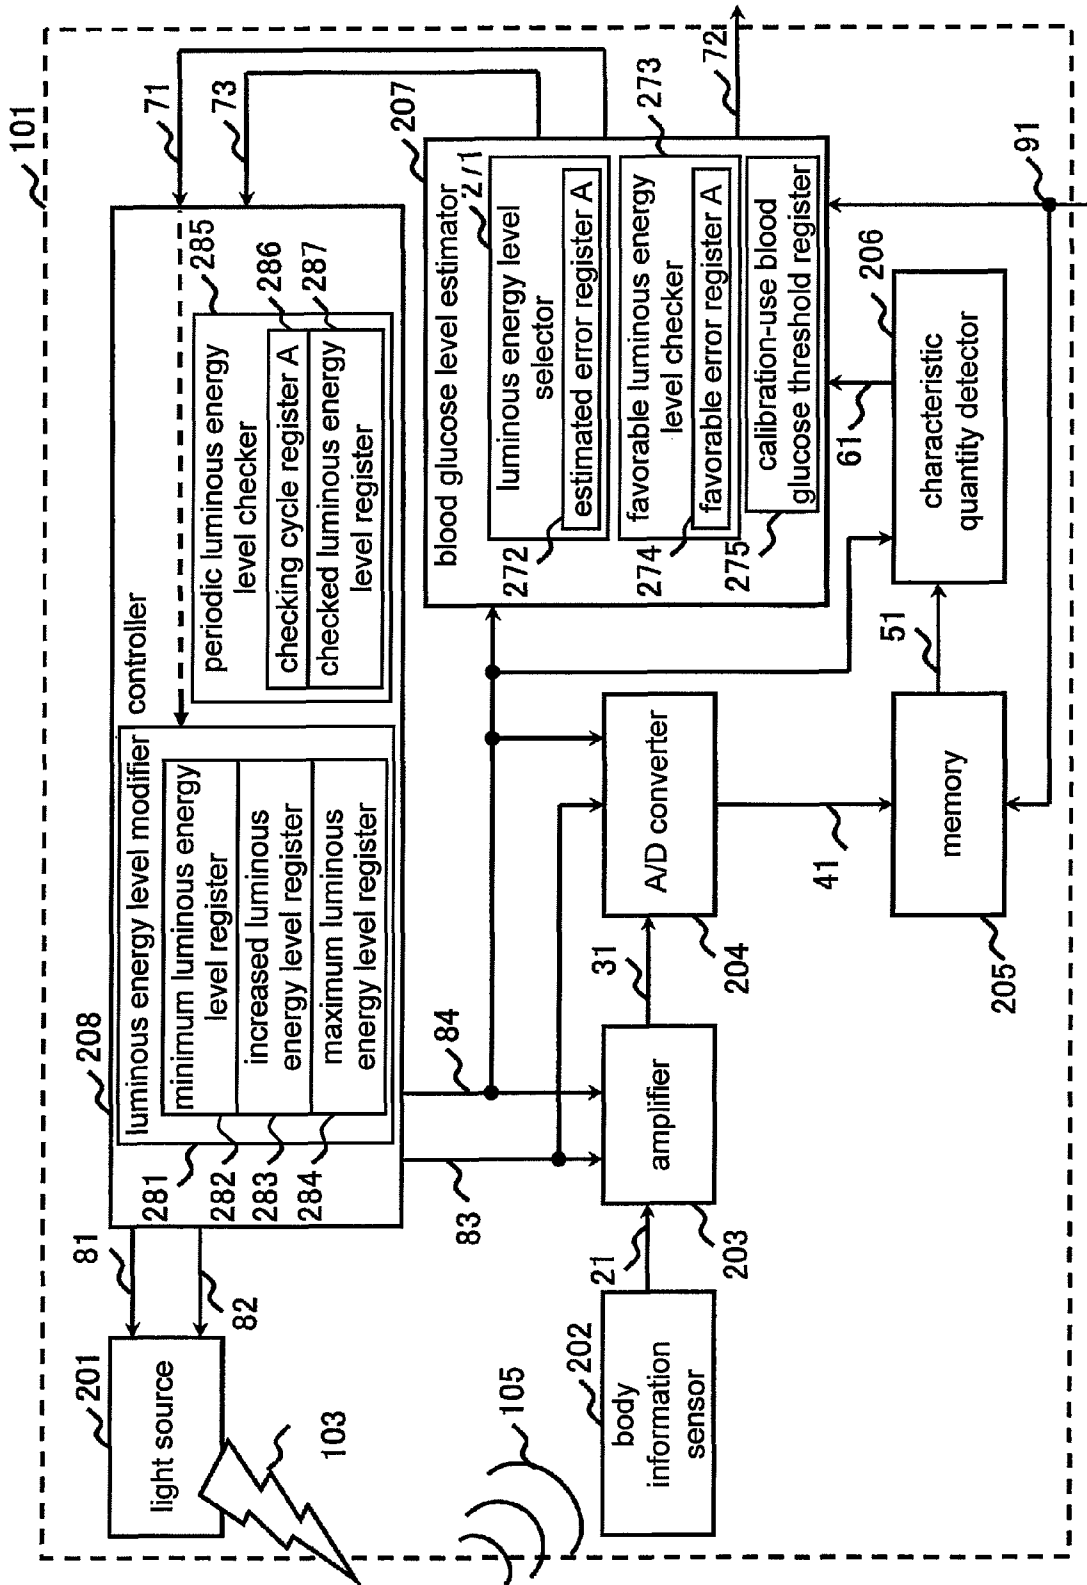 101
71
73
208
controller
luminous energy level modifier
minimum luminous energy
level register
increased luminous
energy level register
maximum luminous
energy level register
281
282
283
284
periodic luminous energy
level checker
checking cycle register A
checked luminous energy
level register
285
286
287
201
light source
81
82
103
105
83
84
207
blood glucose level estimator
271
luminous energy level
selector
estimated error register A
272
favorable luminous energy
level checker
favorable error register A
273
274
calibration-use blood
glucose threshold register
275
72
202
body
information
sensor
21
amplifier
203
31
A/D converter
204
41
memory
205
51
characteristic
quantity detector
206
61
91